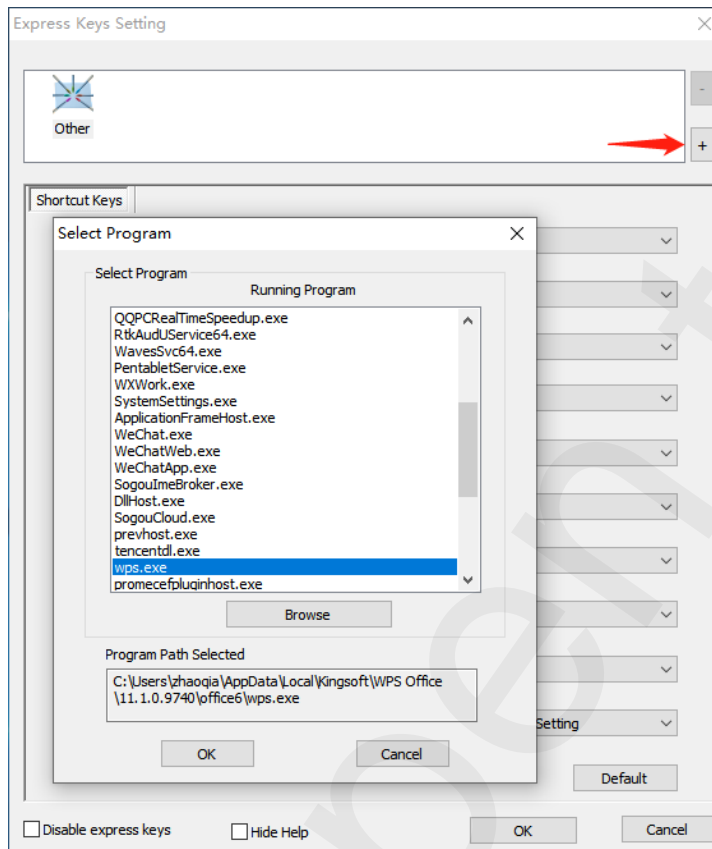 Express Keys Setting
-
Other
+
Shortcut Keys
Select Program
Select Program
Running Program
QQPCRealTimeSpeedup.exe
RtkAudUService64.exe
WavesSvc64.exe
PentabletService.exe
WXWork.exe
SystemSettings.exe
ApplicationFrameHost.exe
WeChat.exe
WeChatWeb.exe
WeChatApp.exe
SogouImeBroker.exe
DllHost.exe
SogouCloud.exe
prevhost.exe
tencentdl.exe
wps.exe
promecefpluginhost.exe
Browse
Program Path Selected
C:\Users\zhaoqia\AppData\Local\Kingsoft\WPS Office
\11.1.0.9740\office6\wps.exe
Setting
OK Cancel
Default
Disable express keys Hide Help OK Cancel
pent